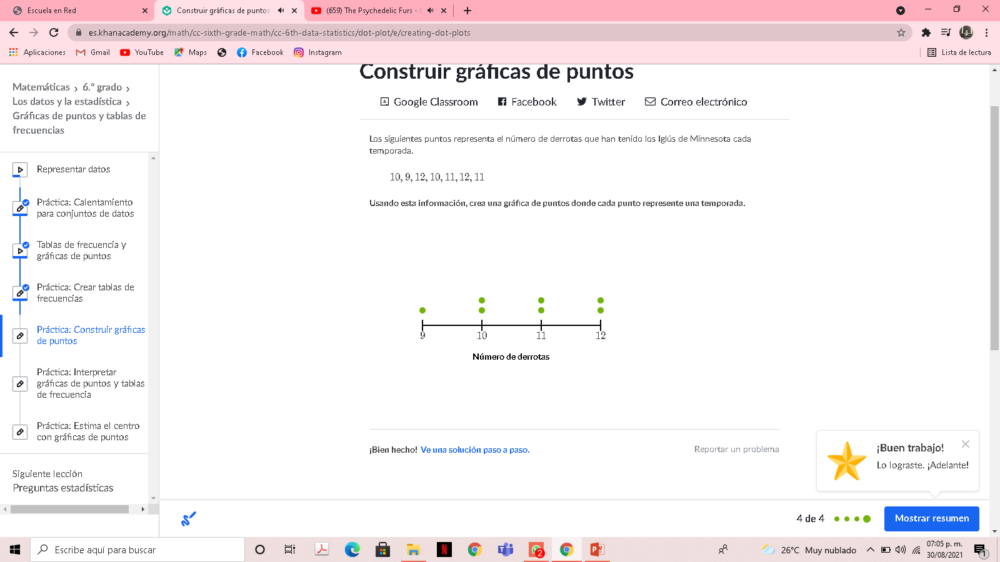 Escuela en Red
Construir gráficas de puntos
(659) The Psychedelic Furs -
es.khanacademy.org/math/cc-sixth-grade-math/cc-6th-data-statistics/dot-plot/e/creating-dot-plots
Aplicaciones
Gmail
YouTube
Maps
Facebook
Instagram
Lista de lectura
Matemáticas > 6.º grado >
Los datos y la estadística >
Gráficas de puntos y tablas de
frecuencias
Representar datos
Práctica: Calentamiento
para conjuntos de datos
Tablas de frecuencia y
gráficas de puntos
Práctica: Crear tablas de
frecuencias
Práctica: Construir gráficas
de puntos
Práctica: Interpretar
gráficas de puntos y tablas
de frecuencia
Práctica: Estima el centro
con gráficas de puntos
Siguiente lección
Preguntas estadísticas
Construir gráficas de puntos
Google Classroom
Facebook
Twitter
Correo electrónico
Los siguientes puntos representa el número de derrotas que han tenido los Iglús de Minnesota cada
temporada.
10, 9, 12, 10, 11, 12, 11
Usando esta información, crea una gráfica de puntos donde cada punto represente una temporada.
9 10 11 12
Número de derrotas
¡Bien hecho! Ve una solución paso a paso.
Reportar un problema
¡Buen trabajo!
Lo lograste. ¡Adelante!
4 de 4
Mostrar resumen
Escribe aquí para buscar
2
26°C Muy nublado
07:05 p. m.
30/08/2021
1